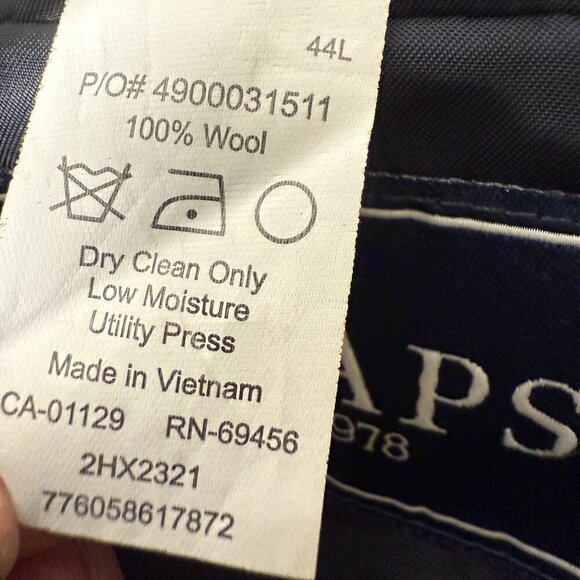 44L
P/O# 4900031511
100% Wool
Dry Clean Only
Low Moisture
Utility Press
Made in Vietnam
CA-01129 RN-69456
2HX2321
776058617872
APS
978